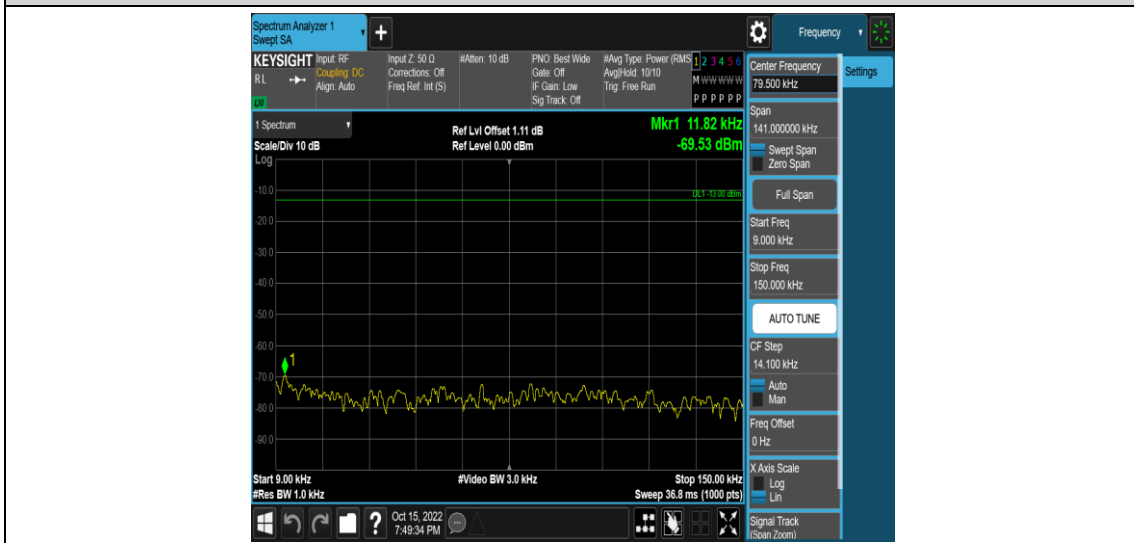 Spectrum Analyzer 1
Swept SA
Frequency
KEYSIGHT
R L
Input: RF
Coupling: DC
Align: Auto
Input Z: 50 Ω
Corrections: Off
Freq Ref: Int (S)
#Atten: 10 dB
PNO: Best Wide
Gate: Off
IF Gain: Low
Sig Track: Off
#Avg Type: Power (RMS
Avg|Hold: 10/10
Trig: Free Run
1 2 3 4 5 6
M W W W W W
P P P P P P
1 Spectrum
Scale/Div 10 dB
Ref Lvl Offset 1.11 dB
Ref Level 0.00 dBm
Mkr1 11.82 kHz
-69.53 dBm
Log
-10.0
DL1 -13.00 dBm
-20.0
-30.0
-40.0
-50.0
-60.0
1
-70.0
-80.0
-90.0
Start 9.00 kHz
#Res BW 1.0 kHz
#Video BW 3.0 kHz
Stop 150.00 kHz
Sweep 36.8 ms (1000 pts)
Oct 15, 2022
7:49:34 PM
Center Frequency
79.500 kHz
Settings
Span
141.000000 kHz
Swept Span
Zero Span
Full Span
Start Freq
9.000 kHz
Stop Freq
150.000 kHz
AUTO TUNE
CF Step
14.100 kHz
Auto
Man
Freq Offset
0 Hz
X Axis Scale
Log
Lin
Signal Track
(Span Zoom)